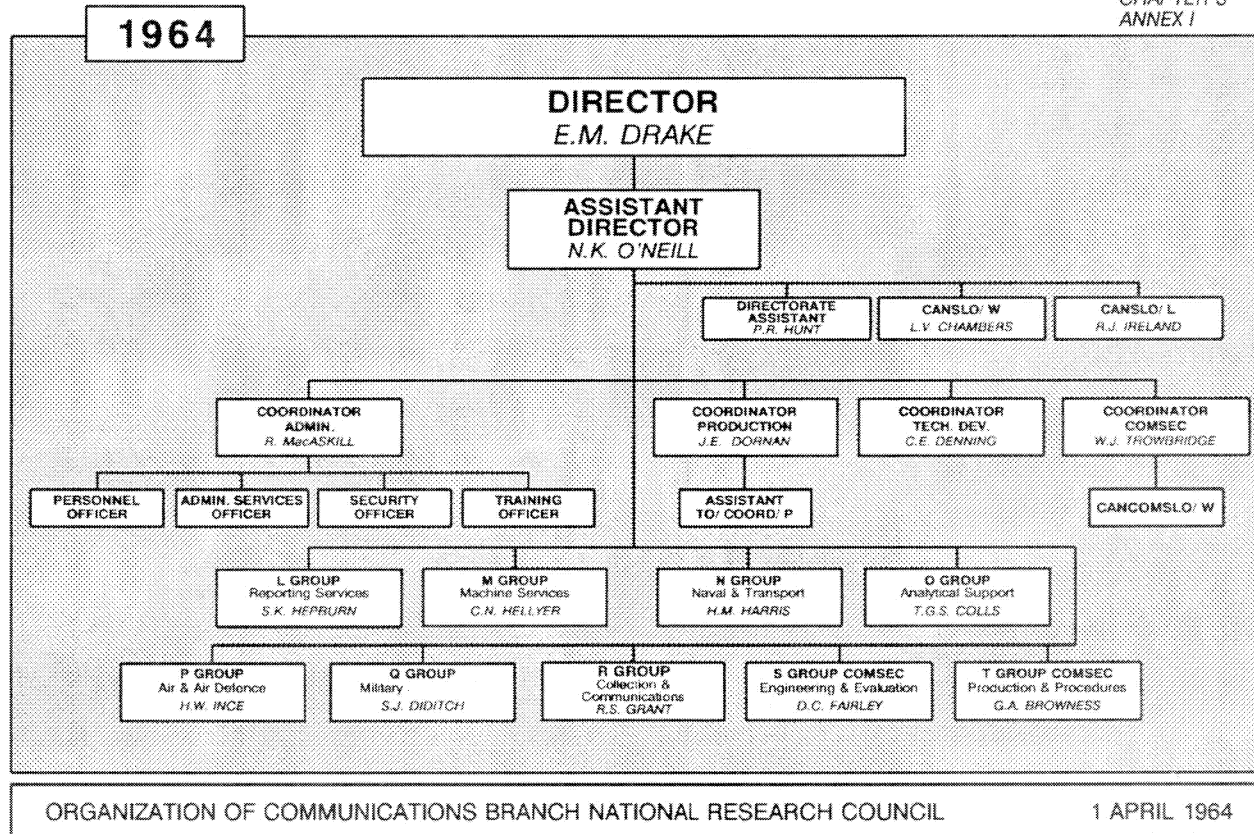 ANNEX I
1964
DIRECTOR
E.M. DRAKE
ASSISTANT
DIRECTOR
N.K. O'NEILL
DIRECTORATE
ASSISTANT
P.R. HUNT
CANSLO/ W
L.V. CHAMBERS
CANSLO/ L
R.J. IRELAND
COORDINATOR
ADMIN.
R. MacASKILL
COORDINATOR
PRODUCTION
J.E. DORNAN
COORDINATOR
TECH. DEV.
C.E. DENNING
COORDINATOR
COMSEC
W.J. TROWBRIDGE
PERSONNEL
OFFICER
ADMIN. SERVICES
OFFICER
SECURITY
OFFICER
TRAINING
OFFICER
ASSISTANT
TO/ COORD/ P
CANCOMSLO/ W
L GROUP
Reporting Services
S.K. HEPBURN
M GROUP
Machine Services
C.N. HELLYER
N GROUP
Naval & Transport
H.M. HARRIS
O GROUP
Analytical Support
T.G.S. COLLS
P GROUP
Air & Air Defence
H.W. INCE
Q GROUP
Military
S.J. DIDITCH
R GROUP
Collection &
Communications
R.S. GRANT
S GROUP COMSEC
Engineering & Evaluation
D.C. FAIRLEY
T GROUP COMSEC
Production & Procedures
G.A. BROWNESS
ORGANIZATION OF COMMUNICATIONS BRANCH NATIONAL RESEARCH COUNCIL
1 APRIL 1964